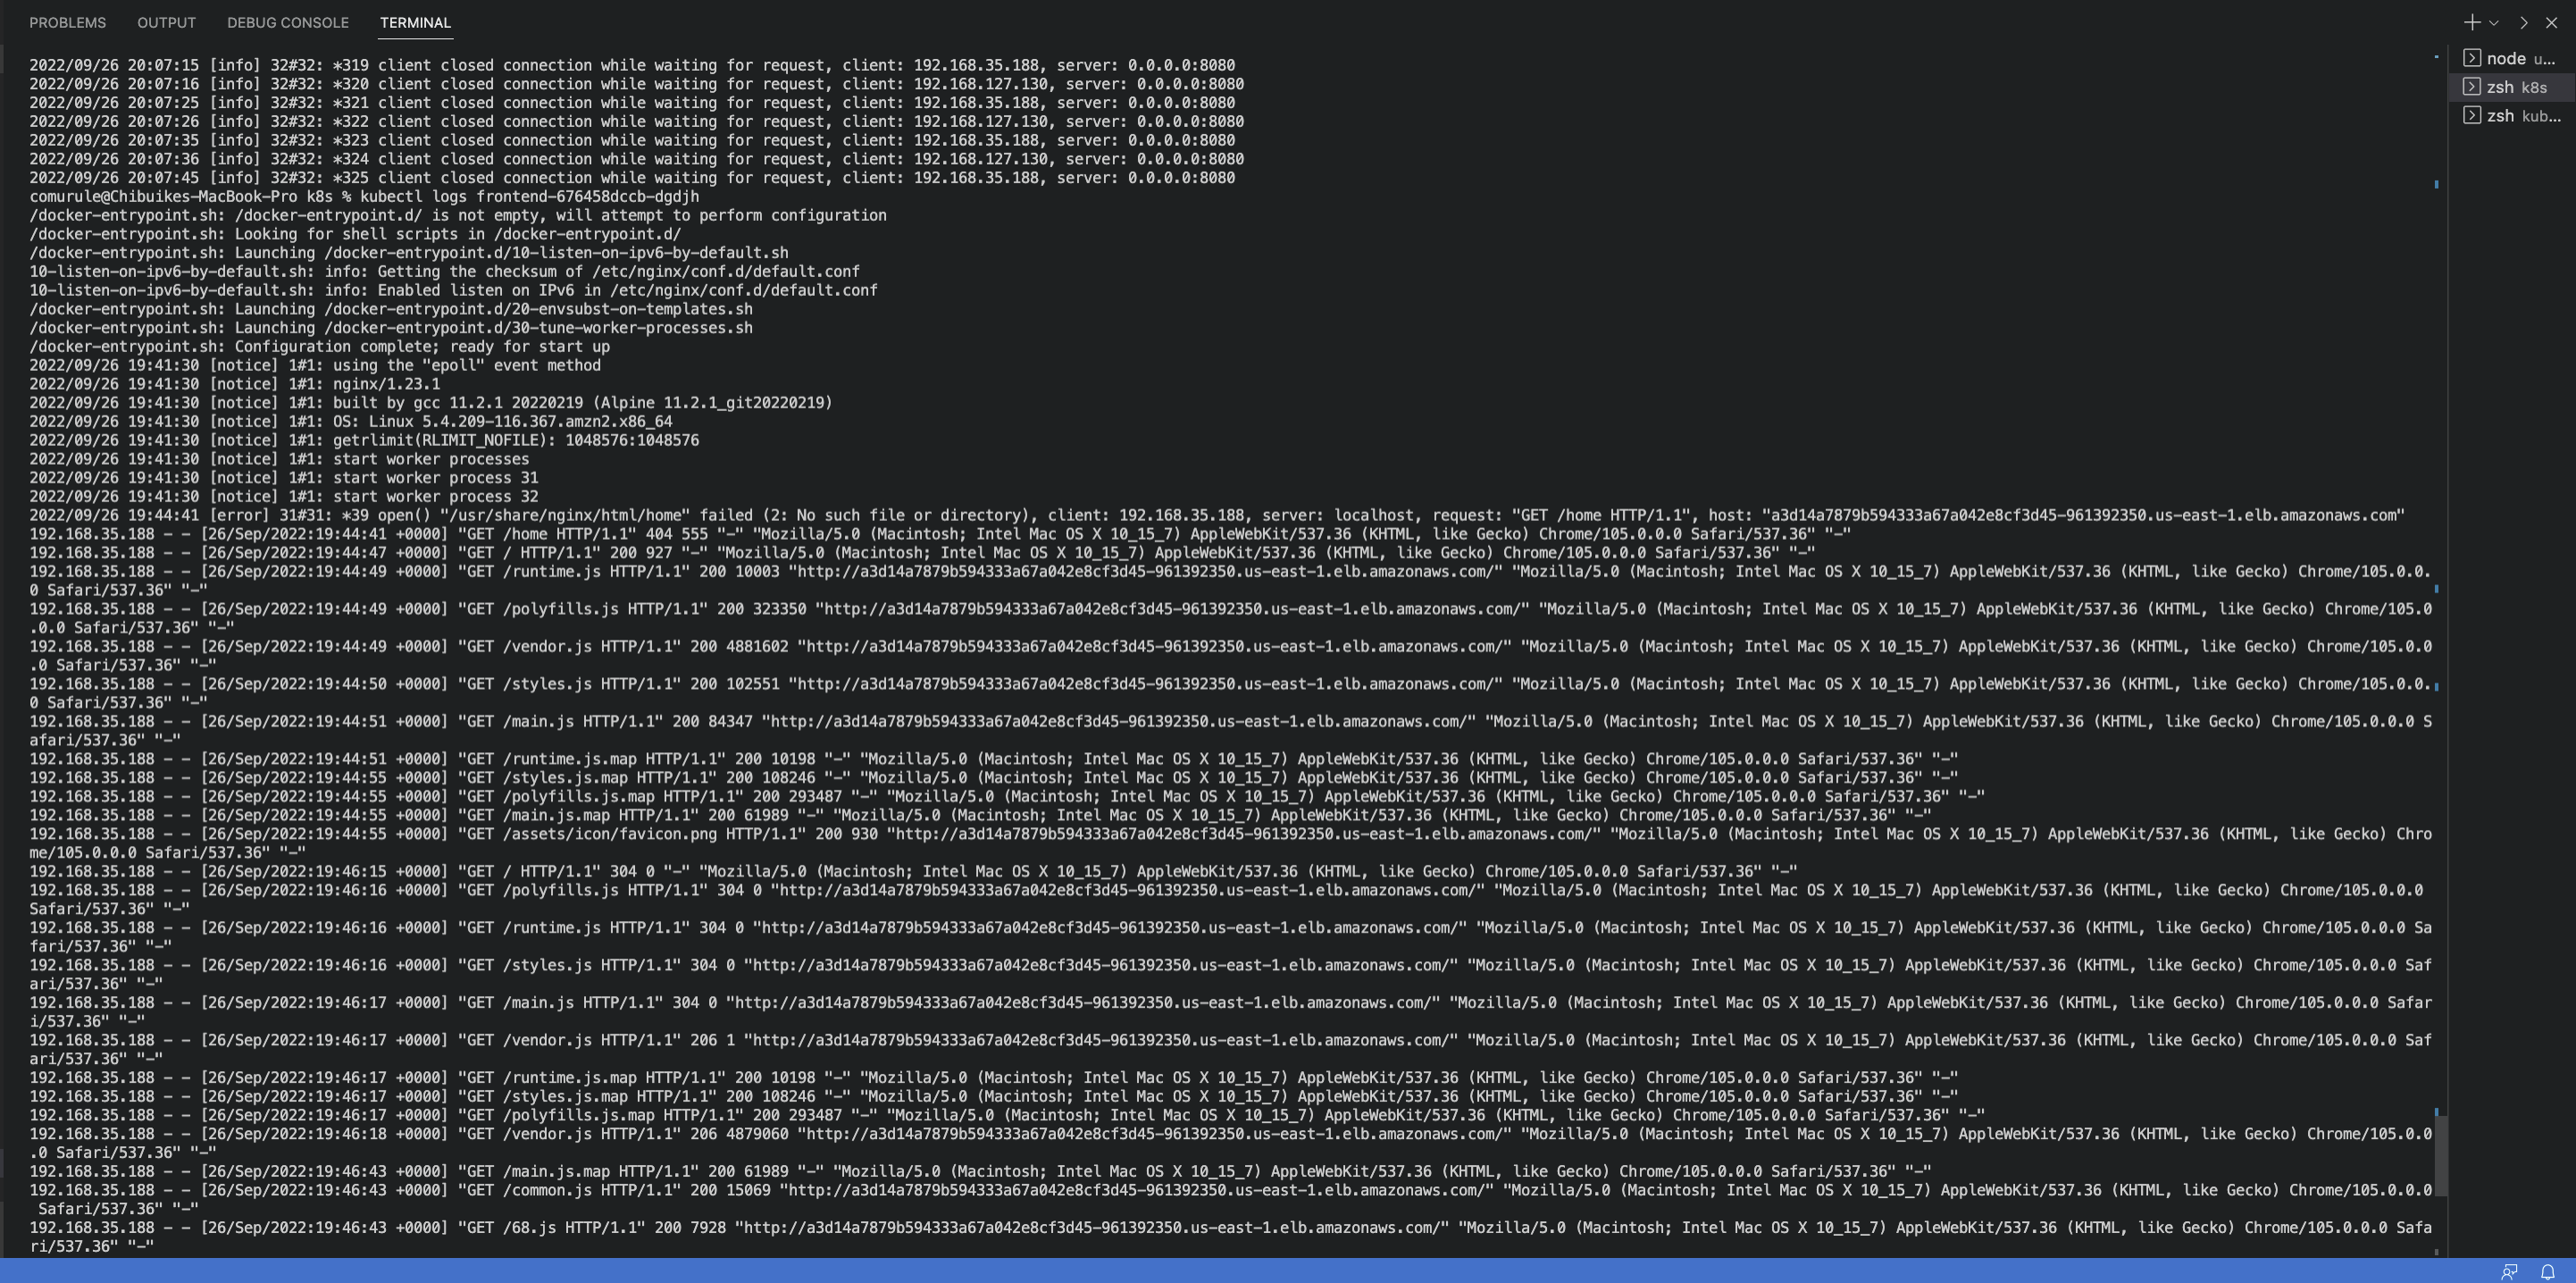 PROBLEMS OUTPUT DEBUG CONSOLE TERMINAL
node u...
zsh k8s
zsh kub...
2022/09/26 20:07:15 [info] 32#32: *319 client closed connection while waiting for request, client: 192.168.35.188, server: 0.0.0.0:8080
2022/09/26 20:07:16 [info] 32#32: *320 client closed connection while waiting for request, client: 192.168.127.130, server: 0.0.0.0:8080
2022/09/26 20:07:25 [info] 32#32: *321 client closed connection while waiting for request, client: 192.168.35.188, server: 0.0.0.0:8080
2022/09/26 20:07:26 [info] 32#32: *322 client closed connection while waiting for request, client: 192.168.127.130, server: 0.0.0.0:8080
2022/09/26 20:07:35 [info] 32#32: *323 client closed connection while waiting for request, client: 192.168.35.188, server: 0.0.0.0:8080
2022/09/26 20:07:36 [info] 32#32: *324 client closed connection while waiting for request, client: 192.168.127.130, server: 0.0.0.0:8080
2022/09/26 20:07:45 [info] 32#32: *325 client closed connection while waiting for request, client: 192.168.35.188, server: 0.0.0.0:8080
comurule@Chibuikes-MacBook-Pro k8s % kubectl logs frontend-676458dccb-dgdjh
/docker-entrypoint.sh: /docker-entrypoint.d/ is not empty, will attempt to perform configuration
/docker-entrypoint.sh: Looking for shell scripts in /docker-entrypoint.d/
/docker-entrypoint.sh: Launching /docker-entrypoint.d/10-listen-on-ipv6-by-default.sh
10-listen-on-ipv6-by-default.sh: info: Getting the checksum of /etc/nginx/conf.d/default.conf
10-listen-on-ipv6-by-default.sh: info: Enabled listen on IPv6 in /etc/nginx/conf.d/default.conf
/docker-entrypoint.sh: Launching /docker-entrypoint.d/20-envsubst-on-templates.sh
/docker-entrypoint.sh: Launching /docker-entrypoint.d/30-tune-worker-processes.sh
/docker-entrypoint.sh: Configuration complete; ready for start up
2022/09/26 19:41:30 [notice] 1#1: using the "epoll" event method
2022/09/26 19:41:30 [notice] 1#1: nginx/1.23.1
2022/09/26 19:41:30 [notice] 1#1: built by gcc 11.2.1 20220219 (Alpine 11.2.1_git20220219)
2022/09/26 19:41:30 [notice] 1#1: OS: Linux 5.4.209-116.367.amzn2.x86_64
2022/09/26 19:41:30 [notice] 1#1: getrlimit(RLIMIT_NOFILE): 1048576:1048576
2022/09/26 19:41:30 [notice] 1#1: start worker processes
2022/09/26 19:41:30 [notice] 1#1: start worker process 31
2022/09/26 19:41:30 [notice] 1#1: start worker process 32
2022/09/26 19:44:41 [error] 31#31: *39 open() "/usr/share/nginx/html/home" failed (2: No such file or directory), client: 192.168.35.188, server: localhost, request: "GET /home HTTP/1.1", host: "a3d14a7879b594333a67a042e8cf3d45-961392350.us-east-1.elb.amazonaws.com"
192.168.35.188 - - [26/Sep/2022:19:44:41 +0000] "GET /home HTTP/1.1" 404 555 "-" "Mozilla/5.0 (Macintosh; Intel Mac OS X 10_15_7) AppleWebKit/537.36 (KHTML, like Gecko) Chrome/105.0.0.0 Safari/537.36" "-"
192.168.35.188 - - [26/Sep/2022:19:44:47 +0000] "GET / HTTP/1.1" 200 927 "-" "Mozilla/5.0 (Macintosh; Intel Mac OS X 10_15_7) AppleWebKit/537.36 (KHTML, like Gecko) Chrome/105.0.0.0 Safari/537.36" "-"
192.168.35.188 - - [26/Sep/2022:19:44:49 +0000] "GET /runtime.js HTTP/1.1" 200 10003 "http://a3d14a7879b594333a67a042e8cf3d45-961392350.us-east-1.elb.amazonaws.com/" "Mozilla/5.0 (Macintosh; Intel Mac OS X 10_15_7) AppleWebKit/537.36 (KHTML, like Gecko) Chrome/105.0.0.
0 Safari/537.36" "-"
192.168.35.188 - - [26/Sep/2022:19:44:49 +0000] "GET /polyfills.js HTTP/1.1" 200 323350 "http://a3d14a7879b594333a67a042e8cf3d45-961392350.us-east-1.elb.amazonaws.com/" "Mozilla/5.0 (Macintosh; Intel Mac OS X 10_15_7) AppleWebKit/537.36 (KHTML, like Gecko) Chrome/105.0
.0.0 Safari/537.36" "-"
192.168.35.188 - - [26/Sep/2022:19:44:49 +0000] "GET /vendor.js HTTP/1.1" 200 4881602 "http://a3d14a7879b594333a67a042e8cf3d45-961392350.us-east-1.elb.amazonaws.com/" "Mozilla/5.0 (Macintosh; Intel Mac OS X 10_15_7) AppleWebKit/537.36 (KHTML, like Gecko) Chrome/105.0.0
.0 Safari/537.36" "-"
192.168.35.188 - - [26/Sep/2022:19:44:50 +0000] "GET /styles.js HTTP/1.1" 200 102551 "http://a3d14a7879b594333a67a042e8cf3d45-961392350.us-east-1.elb.amazonaws.com/" "Mozilla/5.0 (Macintosh; Intel Mac OS X 10_15_7) AppleWebKit/537.36 (KHTML, like Gecko) Chrome/105.0.0.
0 Safari/537.36" "-"
192.168.35.188 - - [26/Sep/2022:19:44:51 +0000] "GET /main.js HTTP/1.1" 200 84347 "http://a3d14a7879b594333a67a042e8cf3d45-961392350.us-east-1.elb.amazonaws.com/" "Mozilla/5.0 (Macintosh; Intel Mac OS X 10_15_7) AppleWebKit/537.36 (KHTML, like Gecko) Chrome/105.0.0.0 S
afari/537.36" "-"
192.168.35.188 - - [26/Sep/2022:19:44:51 +0000] "GET /runtime.js.map HTTP/1.1" 200 10198 "-" "Mozilla/5.0 (Macintosh; Intel Mac OS X 10_15_7) AppleWebKit/537.36 (KHTML, like Gecko) Chrome/105.0.0.0 Safari/537.36" "-"
192.168.35.188 - - [26/Sep/2022:19:44:55 +0000] "GET /styles.js.map HTTP/1.1" 200 108246 "-" "Mozilla/5.0 (Macintosh; Intel Mac OS X 10_15_7) AppleWebKit/537.36 (KHTML, like Gecko) Chrome/105.0.0.0 Safari/537.36" "-"
192.168.35.188 - - [26/Sep/2022:19:44:55 +0000] "GET /polyfills.js.map HTTP/1.1" 200 293487 "-" "Mozilla/5.0 (Macintosh; Intel Mac OS X 10_15_7) AppleWebKit/537.36 (KHTML, like Gecko) Chrome/105.0.0.0 Safari/537.36" "-"
192.168.35.188 - - [26/Sep/2022:19:44:55 +0000] "GET /main.js.map HTTP/1.1" 200 61989 "-" "Mozilla/5.0 (Macintosh; Intel Mac OS X 10_15_7) AppleWebKit/537.36 (KHTML, like Gecko) Chrome/105.0.0.0 Safari/537.36" "-"
192.168.35.188 - - [26/Sep/2022:19:44:55 +0000] "GET /assets/icon/favicon.png HTTP/1.1" 200 930 "http://a3d14a7879b594333a67a042e8cf3d45-961392350.us-east-1.elb.amazonaws.com/" "Mozilla/5.0 (Macintosh; Intel Mac OS X 10_15_7) AppleWebKit/537.36 (KHTML, like Gecko) Chro
me/105.0.0.0 Safari/537.36" "-"
192.168.35.188 - - [26/Sep/2022:19:46:15 +0000] "GET / HTTP/1.1" 304 0 "-" "Mozilla/5.0 (Macintosh; Intel Mac OS X 10_15_7) AppleWebKit/537.36 (KHTML, like Gecko) Chrome/105.0.0.0 Safari/537.36" "-"
192.168.35.188 - - [26/Sep/2022:19:46:16 +0000] "GET /polyfills.js HTTP/1.1" 304 0 "http://a3d14a7879b594333a67a042e8cf3d45-961392350.us-east-1.elb.amazonaws.com/" "Mozilla/5.0 (Macintosh; Intel Mac OS X 10_15_7) AppleWebKit/537.36 (KHTML, like Gecko) Chrome/105.0.0.0
Safari/537.36" "-"
192.168.35.188 - - [26/Sep/2022:19:46:16 +0000] "GET /runtime.js HTTP/1.1" 304 0 "http://a3d14a7879b594333a67a042e8cf3d45-961392350.us-east-1.elb.amazonaws.com/" "Mozilla/5.0 (Macintosh; Intel Mac OS X 10_15_7) AppleWebKit/537.36 (KHTML, like Gecko) Chrome/105.0.0.0 Sa
fari/537.36" "-"
192.168.35.188 - - [26/Sep/2022:19:46:16 +0000] "GET /styles.js HTTP/1.1" 304 0 "http://a3d14a7879b594333a67a042e8cf3d45-961392350.us-east-1.elb.amazonaws.com/" "Mozilla/5.0 (Macintosh; Intel Mac OS X 10_15_7) AppleWebKit/537.36 (KHTML, like Gecko) Chrome/105.0.0.0 Saf
ari/537.36" "-"
192.168.35.188 - - [26/Sep/2022:19:46:17 +0000] "GET /main.js HTTP/1.1" 304 0 "http://a3d14a7879b594333a67a042e8cf3d45-961392350.us-east-1.elb.amazonaws.com/" "Mozilla/5.0 (Macintosh; Intel Mac OS X 10_15_7) AppleWebKit/537.36 (KHTML, like Gecko) Chrome/105.0.0.0 Safar
i/537.36" "-"
192.168.35.188 - - [26/Sep/2022:19:46:17 +0000] "GET /vendor.js HTTP/1.1" 206 1 "http://a3d14a7879b594333a67a042e8cf3d45-961392350.us-east-1.elb.amazonaws.com/" "Mozilla/5.0 (Macintosh; Intel Mac OS X 10_15_7) AppleWebKit/537.36 (KHTML, like Gecko) Chrome/105.0.0.0 Saf
ari/537.36" "-"
192.168.35.188 - - [26/Sep/2022:19:46:17 +0000] "GET /runtime.js.map HTTP/1.1" 200 10198 "-" "Mozilla/5.0 (Macintosh; Intel Mac OS X 10_15_7) AppleWebKit/537.36 (KHTML, like Gecko) Chrome/105.0.0.0 Safari/537.36" "-"
192.168.35.188 - - [26/Sep/2022:19:46:17 +0000] "GET /styles.js.map HTTP/1.1" 200 108246 "-" "Mozilla/5.0 (Macintosh; Intel Mac OS X 10_15_7) AppleWebKit/537.36 (KHTML, like Gecko) Chrome/105.0.0.0 Safari/537.36" "-"
192.168.35.188 - - [26/Sep/2022:19:46:17 +0000] "GET /polyfills.js.map HTTP/1.1" 200 293487 "-" "Mozilla/5.0 (Macintosh; Intel Mac OS X 10_15_7) AppleWebKit/537.36 (KHTML, like Gecko) Chrome/105.0.0.0 Safari/537.36" "-"
192.168.35.188 - - [26/Sep/2022:19:46:18 +0000] "GET /vendor.js HTTP/1.1" 206 4879060 "http://a3d14a7879b594333a67a042e8cf3d45-961392350.us-east-1.elb.amazonaws.com/" "Mozilla/5.0 (Macintosh; Intel Mac OS X 10_15_7) AppleWebKit/537.36 (KHTML, like Gecko) Chrome/105.0.0
.0 Safari/537.36" "-"
192.168.35.188 - - [26/Sep/2022:19:46:43 +0000] "GET /main.js.map HTTP/1.1" 200 61989 "-" "Mozilla/5.0 (Macintosh; Intel Mac OS X 10_15_7) AppleWebKit/537.36 (KHTML, like Gecko) Chrome/105.0.0.0 Safari/537.36" "-"
192.168.35.188 - - [26/Sep/2022:19:46:43 +0000] "GET /common.js HTTP/1.1" 200 15069 "http://a3d14a7879b594333a67a042e8cf3d45-961392350.us-east-1.elb.amazonaws.com/" "Mozilla/5.0 (Macintosh; Intel Mac OS X 10_15_7) AppleWebKit/537.36 (KHTML, like Gecko) Chrome/105.0.0.0
Safari/537.36" "-"
192.168.35.188 - - [26/Sep/2022:19:46:43 +0000] "GET /68.js HTTP/1.1" 200 7928 "http://a3d14a7879b594333a67a042e8cf3d45-961392350.us-east-1.elb.amazonaws.com/" "Mozilla/5.0 (Macintosh; Intel Mac OS X 10_15_7) AppleWebKit/537.36 (KHTML, like Gecko) Chrome/105.0.0.0 Safa
ri/537.36" "-"